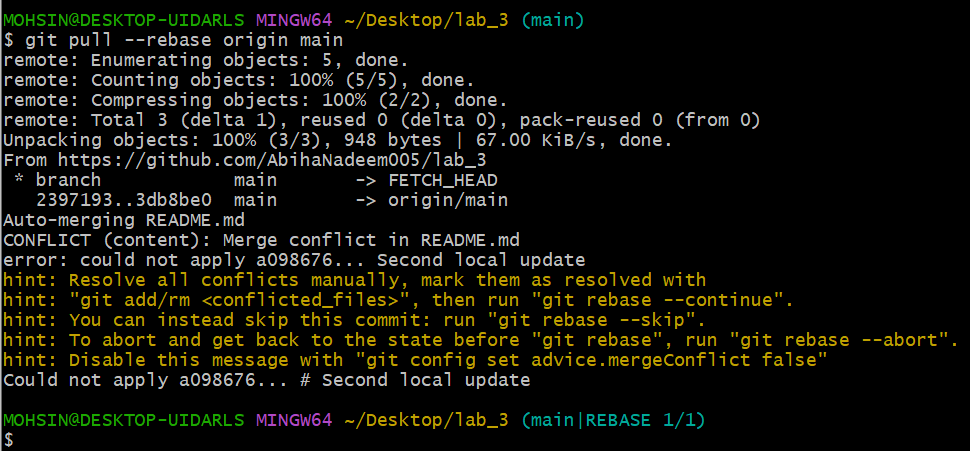 MOHSIN@DESKTOP-UIDARLS MINGW64 ~/Desktop/lab_3 (main)
$ git pull --rebase origin main
remote: Enumerating objects: 5, done.
remote: Counting objects: 100% (5/5), done.
remote: Compressing objects: 100% (2/2), done.
remote: Total 3 (delta 1), reused 0 (delta 0), pack-reused 0 (from 0)
Unpacking objects: 100% (3/3), 948 bytes | 67.00 KiB/s, done.
From https://github.com/AbihaNadeem005/lab_3
 * branch            main       -> FETCH_HEAD
   2397193..3db8be0  main       -> origin/main
Auto-merging README.md
CONFLICT (content): Merge conflict in README.md
error: could not apply a098676... Second local update
hint: Resolve all conflicts manually, mark them as resolved with
hint: "git add/rm <conflicted_files>", then run "git rebase --continue".
hint: You can instead skip this commit: run "git rebase --skip".
hint: To abort and get back to the state before "git rebase", run "git rebase --abort".
hint: Disable this message with "git config set advice.mergeConflict false"
Could not apply a098676... # Second local update
MOHSIN@DESKTOP-UIDARLS MINGW64 ~/Desktop/lab_3 (main|REBASE 1/1)
$